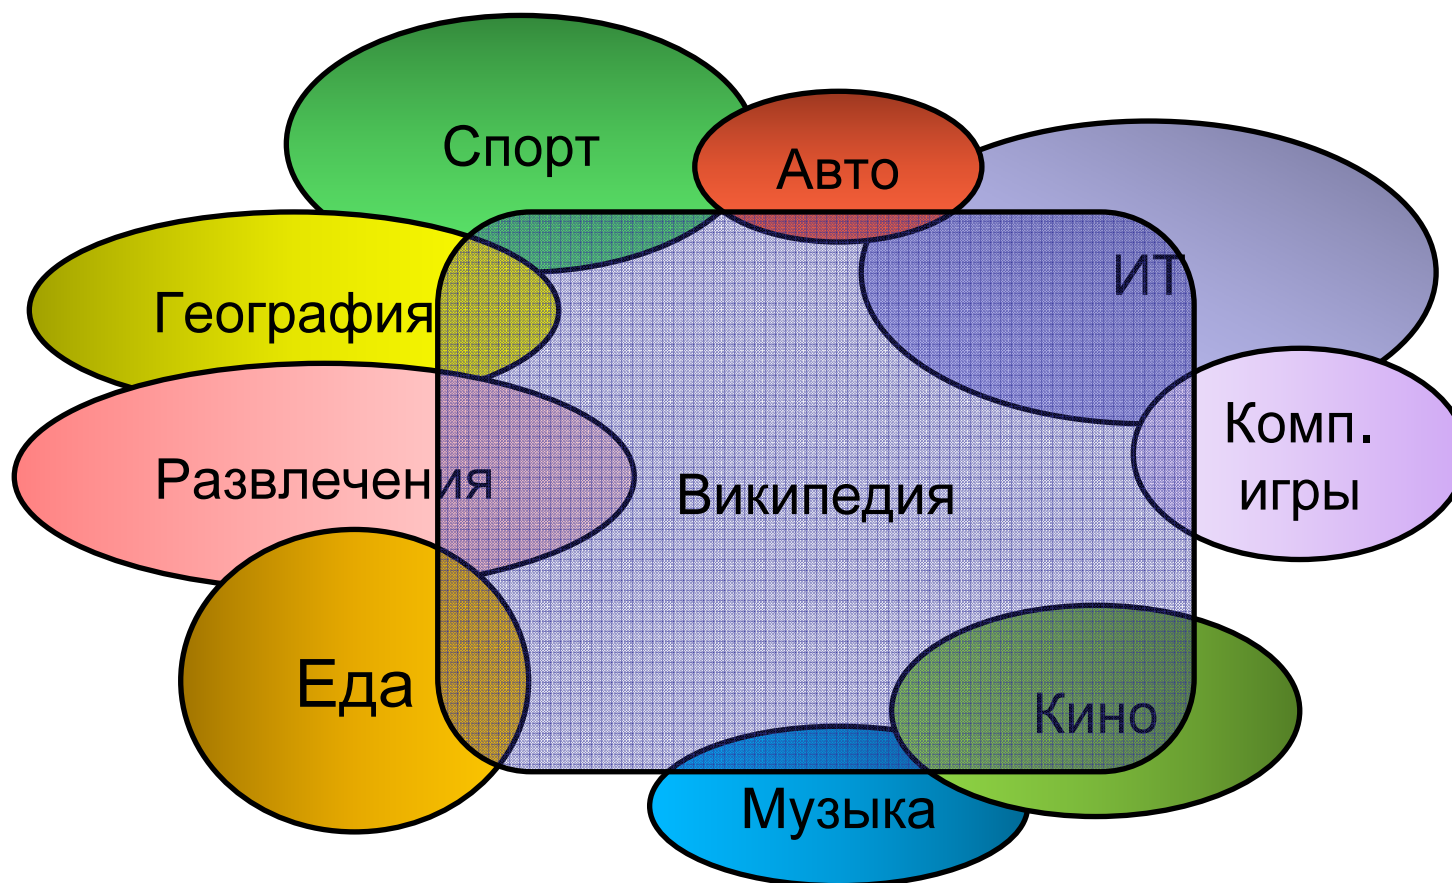 Спорт
Авто
ИТ
География
Комп.
игры
Развлечения
Википедия
Еда
Кино
Музыка